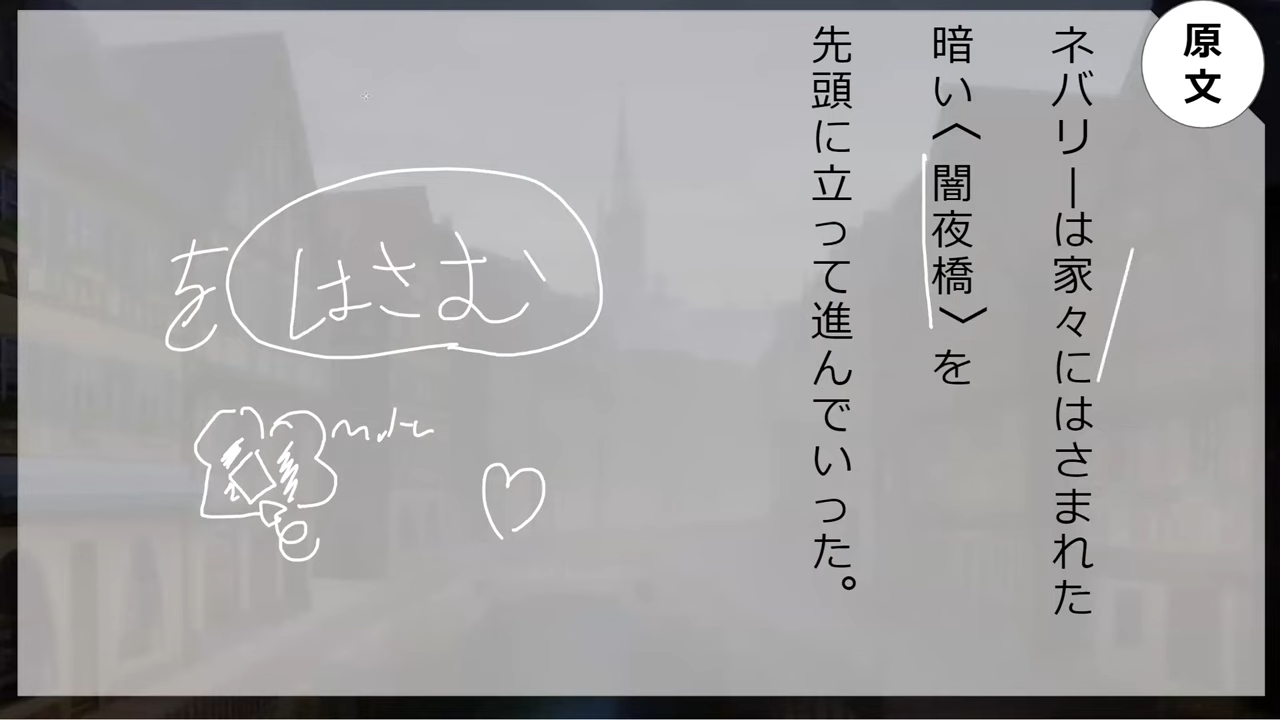 原文
ネバリーは家々にはさまれた
暗い〈闇夜橋〉を
先頭に立って進んでいった。
をはさむ